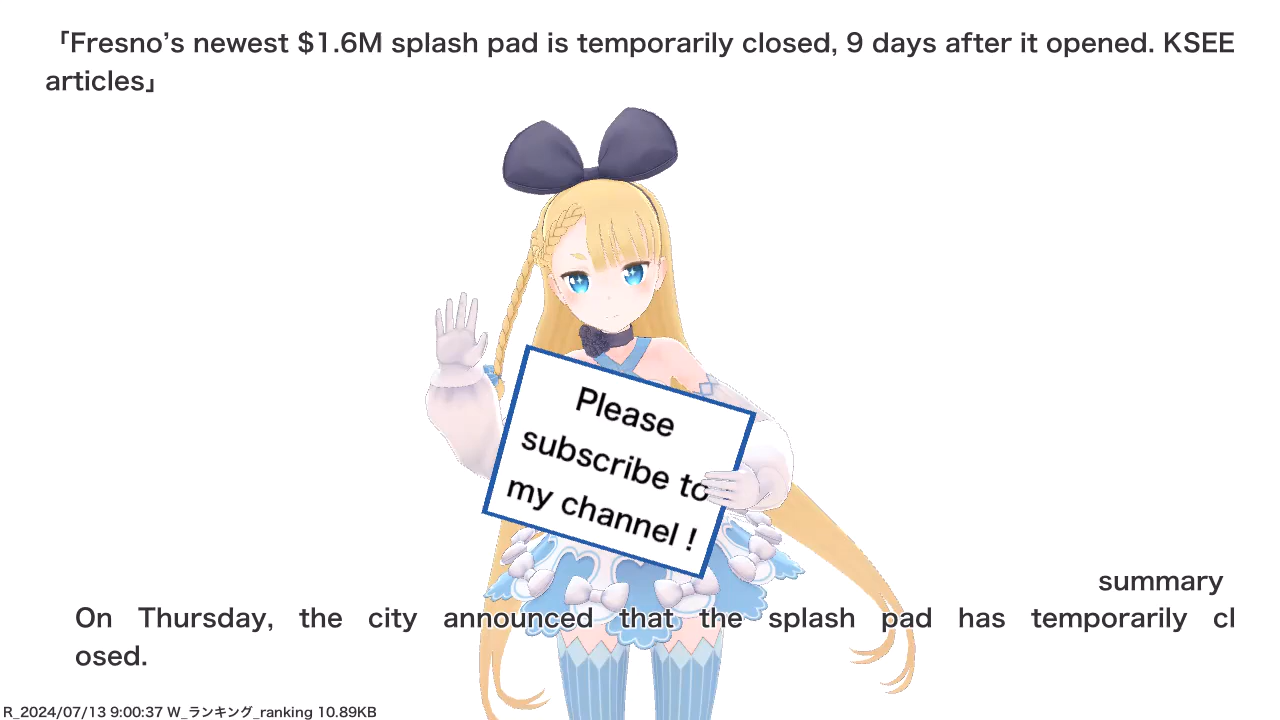 「Fresno’s newest $1.6M splash pad is temporarily closed, 9 days after it opened. KSEE
articles」
Please
subscribe to
my channel !
summary
On Thursday, the city announced that the splash pad has temporarily cl
osed.
R_2024/07/13 9:00:37 W_ランキング_ranking 10.89KB